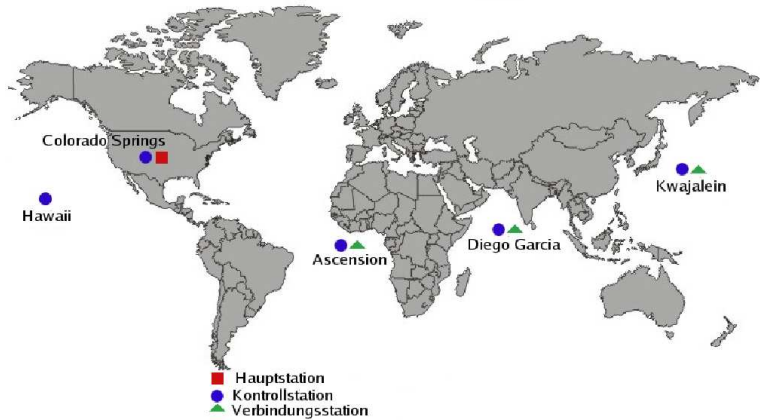 Colorado Springs
Kwajalein
Hawaii
Diego Garcia
Ascension
Hauptstation
Kontrollstation
Verbindungsstation